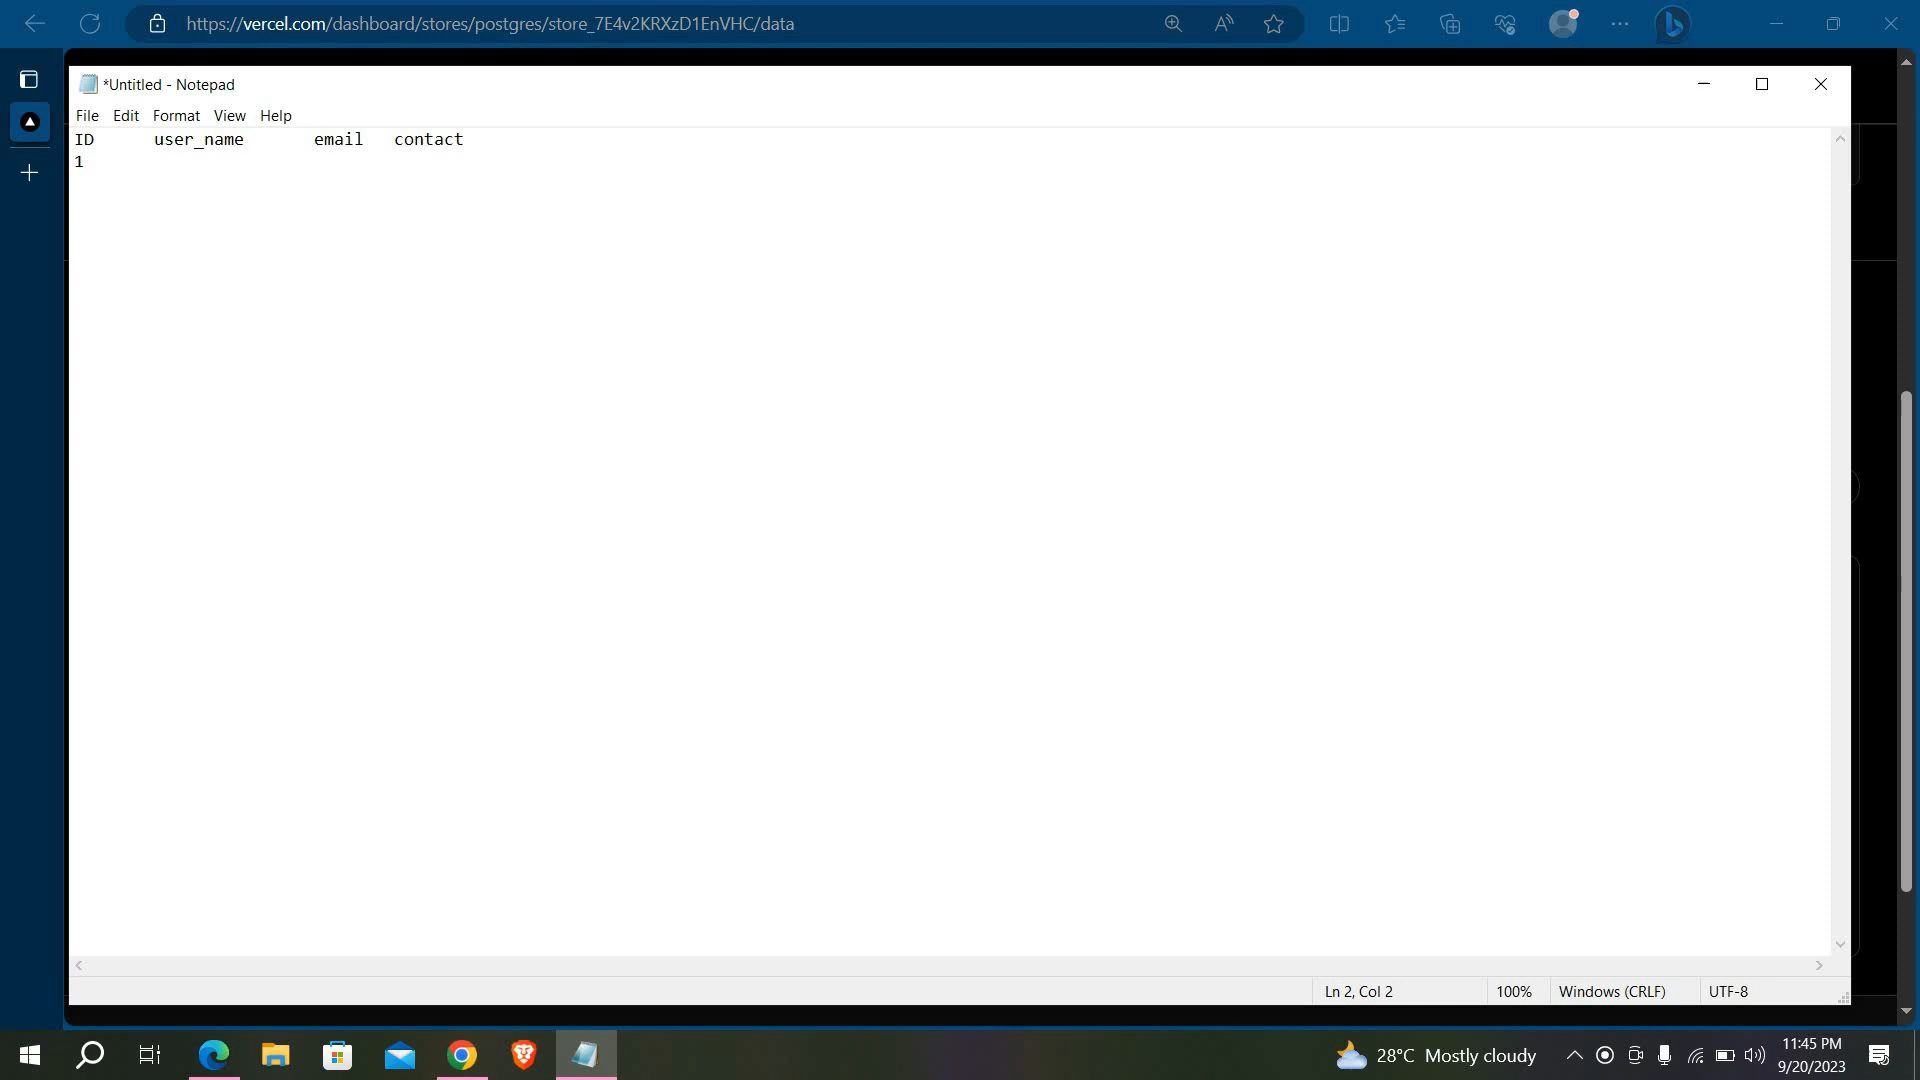 https://vercel.com/dashboard/stores/postgres/store_7E4v2KRXzD1EnVHC/data
*Untitled - Notepad
File Edit Format View Help
ID user_name email contact
1
Ln 2, Col 2 100% Windows (CRLF) UTF-8
28°C Mostly cloudy
11:45 PM
9/20/2023